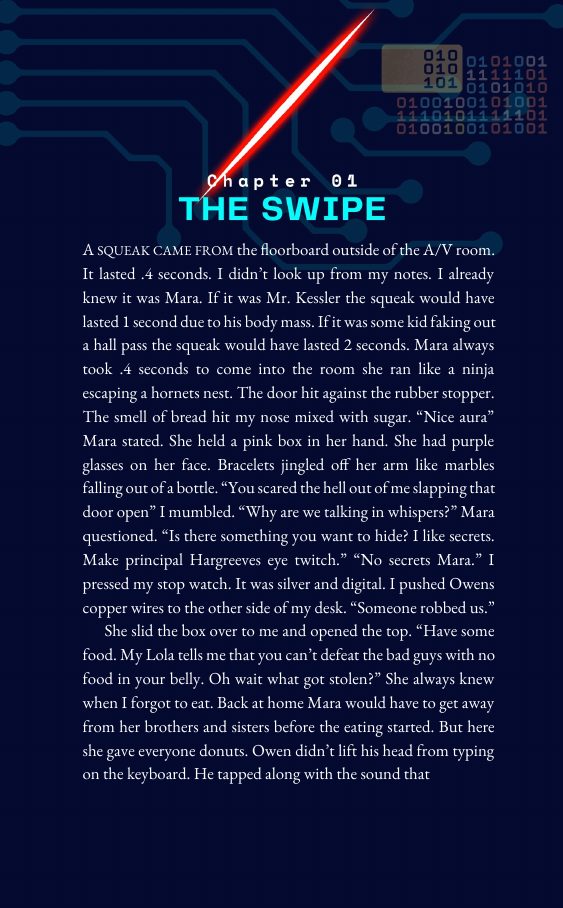 010
010
101
0101001
1111101
0101010
0100100101001
1110101111101
0100100101001
Chapter 01
THE SWIPE
A SQUEAK CAME FROM the floorboard outside of the A/V room.
It lasted .4 seconds. I didn’t look up from my notes. I already
knew it was Mara. If it was Mr. Kessler the squeak would have
lasted 1 second due to his body mass. If it was some kid faking out
a hall pass the squeak would have lasted 2 seconds. Mara always
took .4 seconds to come into the room she ran like a ninja
escaping a hornets nest. The door hit against the rubber stopper.
The smell of bread hit my nose mixed with sugar. “Nice aura”
Mara stated. She held a pink box in her hand. She had purple
glasses on her face. Bracelets jingled off her arm like marbles
falling out of a bottle. “You scared the hell out of me slapping that
door open” I mumbled. “Why are we talking in whispers?” Mara
questioned. “Is there something you want to hide? I like secrets.
Make principal Hargreeves eye twitch.” “No secrets Mara.” I
pressed my stop watch. It was silver and digital. I pushed Owens
copper wires to the other side of my desk. “Someone robbed us.”
She slid the box over to me and opened the top. “Have some
food. My Lola tells me that you can’t defeat the bad guys with no
food in your belly. Oh wait what got stolen?” She always knew
when I forgot to eat. Back at home Mara would have to get away
from her brothers and sisters before the eating started. But here
she gave everyone donuts. Owen didn’t lift his head from typing
on the keyboard. He tapped along with the sound that